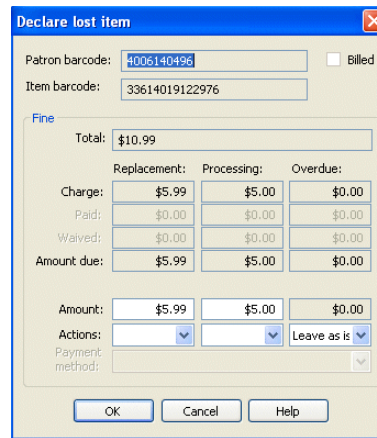 Declare lost item
Patron barcode: 4006140496 Billed
Item barcode: 33614019122976
Fine
Total: $10.99
Replacement: Processing: Overdue:
Charge: $5.99 $5.00 $0.00
Paid: $0.00 $0.00 $0.00
Waived: $0.00 $0.00 $0.00
Amount due: $5.99 $5.00 $0.00
Amount: $5.99 $5.00 $0.00
Actions: Leave as is
Payment
method:
OK Cancel Help